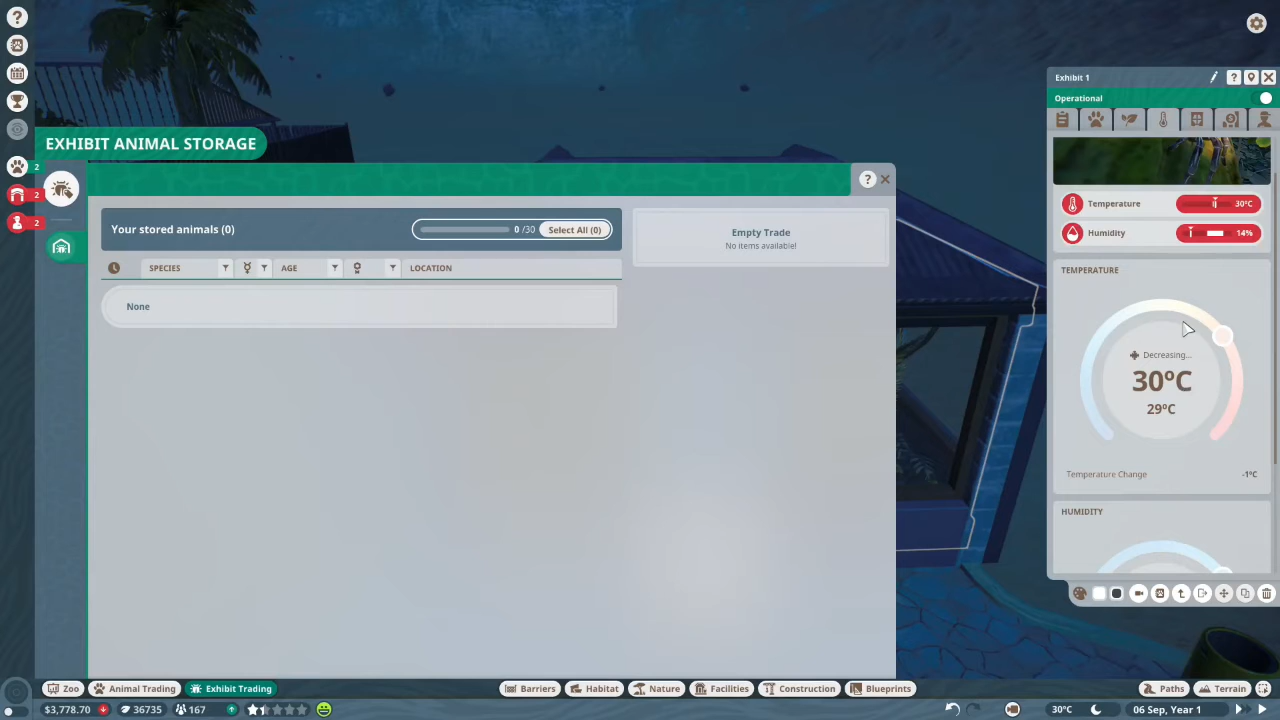 Exhibit 1
Operational
EXHIBIT ANIMAL STORAGE
Your stored animals (0)
0 /30
Select All (0)
Empty Trade
No items available!
SPECIES
AGE
LOCATION
None
Temperature
30°C
Humidity
14%
TEMPERATURE
Decreasing...
30°C
29°C
Temperature Change
-1°C
HUMIDITY
2
2
2
Zoo
Animal Trading
Exhibit Trading
Barriers
Habitat
Nature
Facilities
Construction
Blueprints
Paths
Terrain
$3,778.70
36735
167
30°C
06 Sep, Year 1